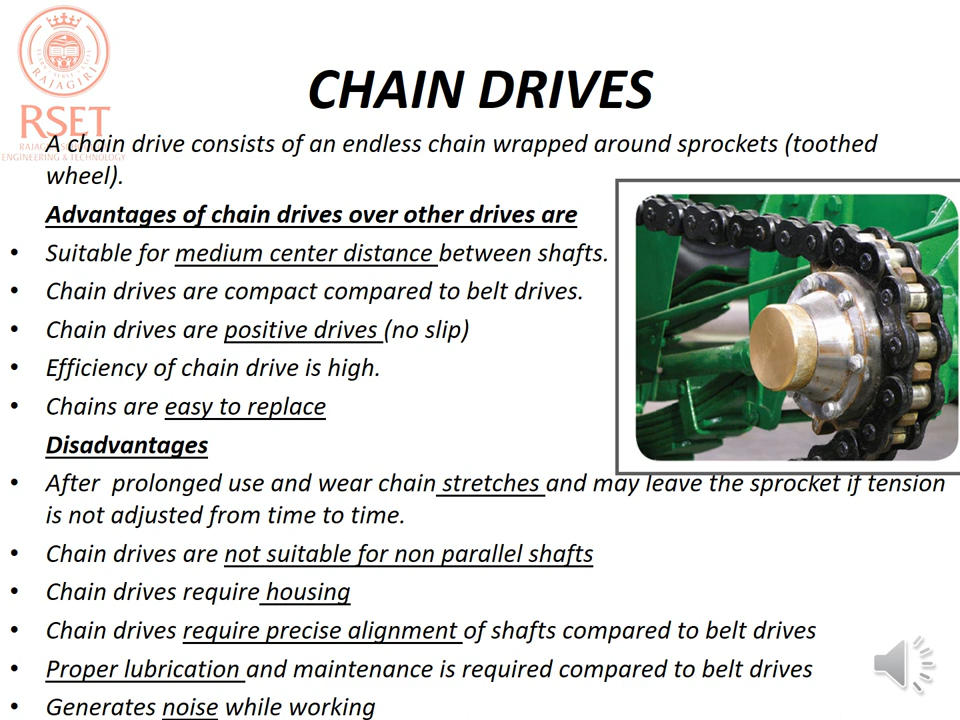 RAJAGIRI
RSET
ENGINEERING & TECHNOLOGY
CHAIN DRIVES
A chain drive consists of an endless chain wrapped around sprockets (toothed
wheel).
Advantages of chain drives over other drives are
• Suitable for medium center distance between shafts.
• Chain drives are compact compared to belt drives.
• Chain drives are positive drives (no slip)
• Efficiency of chain drive is high.
• Chains are easy to replace
Disadvantages
• After prolonged use and wear chain stretches and may leave the sprocket if tension
is not adjusted from time to time.
• Chain drives are not suitable for non parallel shafts
• Chain drives require housing
• Chain drives require precise alignment of shafts compared to belt drives
• Proper lubrication and maintenance is required compared to belt drives
• Generates noise while working